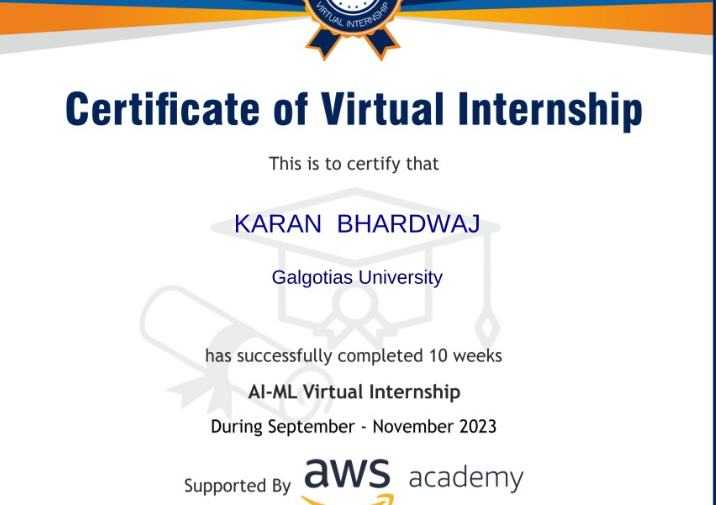 VIRTUAL INTERNSHIP
Certificate of Virtual Internship
This is to certify that
KARAN BHARDWAJ
Galgotias University
has successfully completed 10 weeks
AI-ML Virtual Internship
During September - November 2023
Supported By aws academy